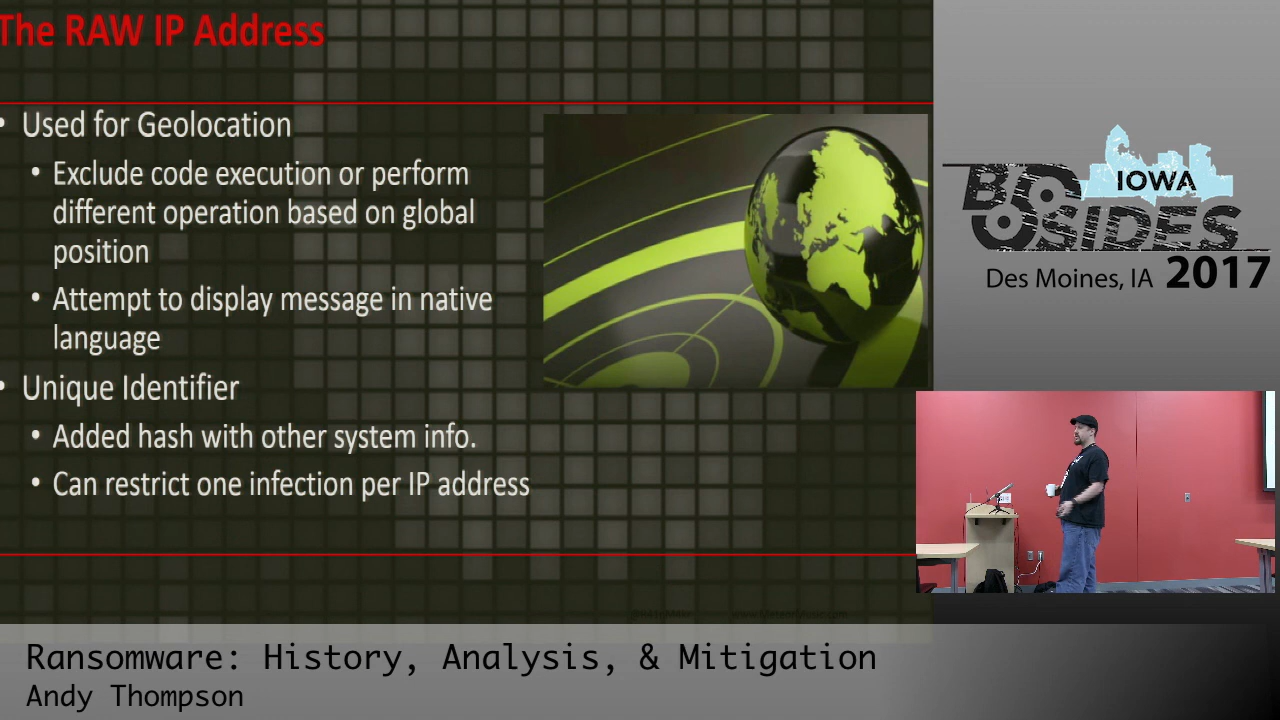 The RAW IP Address
• Used for Geolocation
• Exclude code execution or perform
different operation based on global
position
• Attempt to display message in native
language
• Unique Identifier
• Added hash with other system info.
• Can restrict one infection per IP address
IOWA
BSIDES
Des Moines, IA 2017
Ransomware: History, Analysis, & Mitigation
Andy Thompson